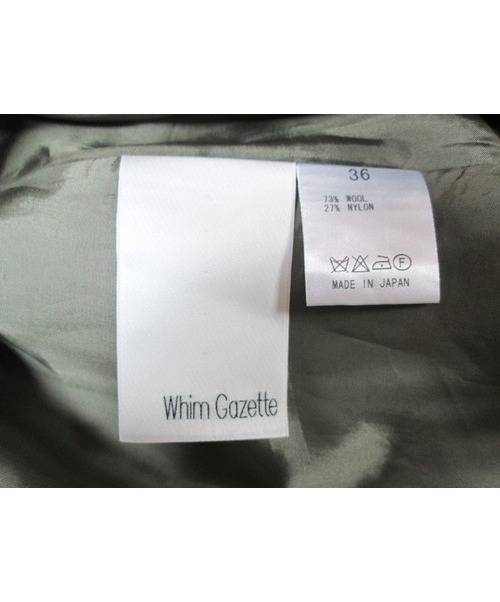 Whim Gazette
36
73% WOOL
27% NYLON
F
MADE IN JAPAN